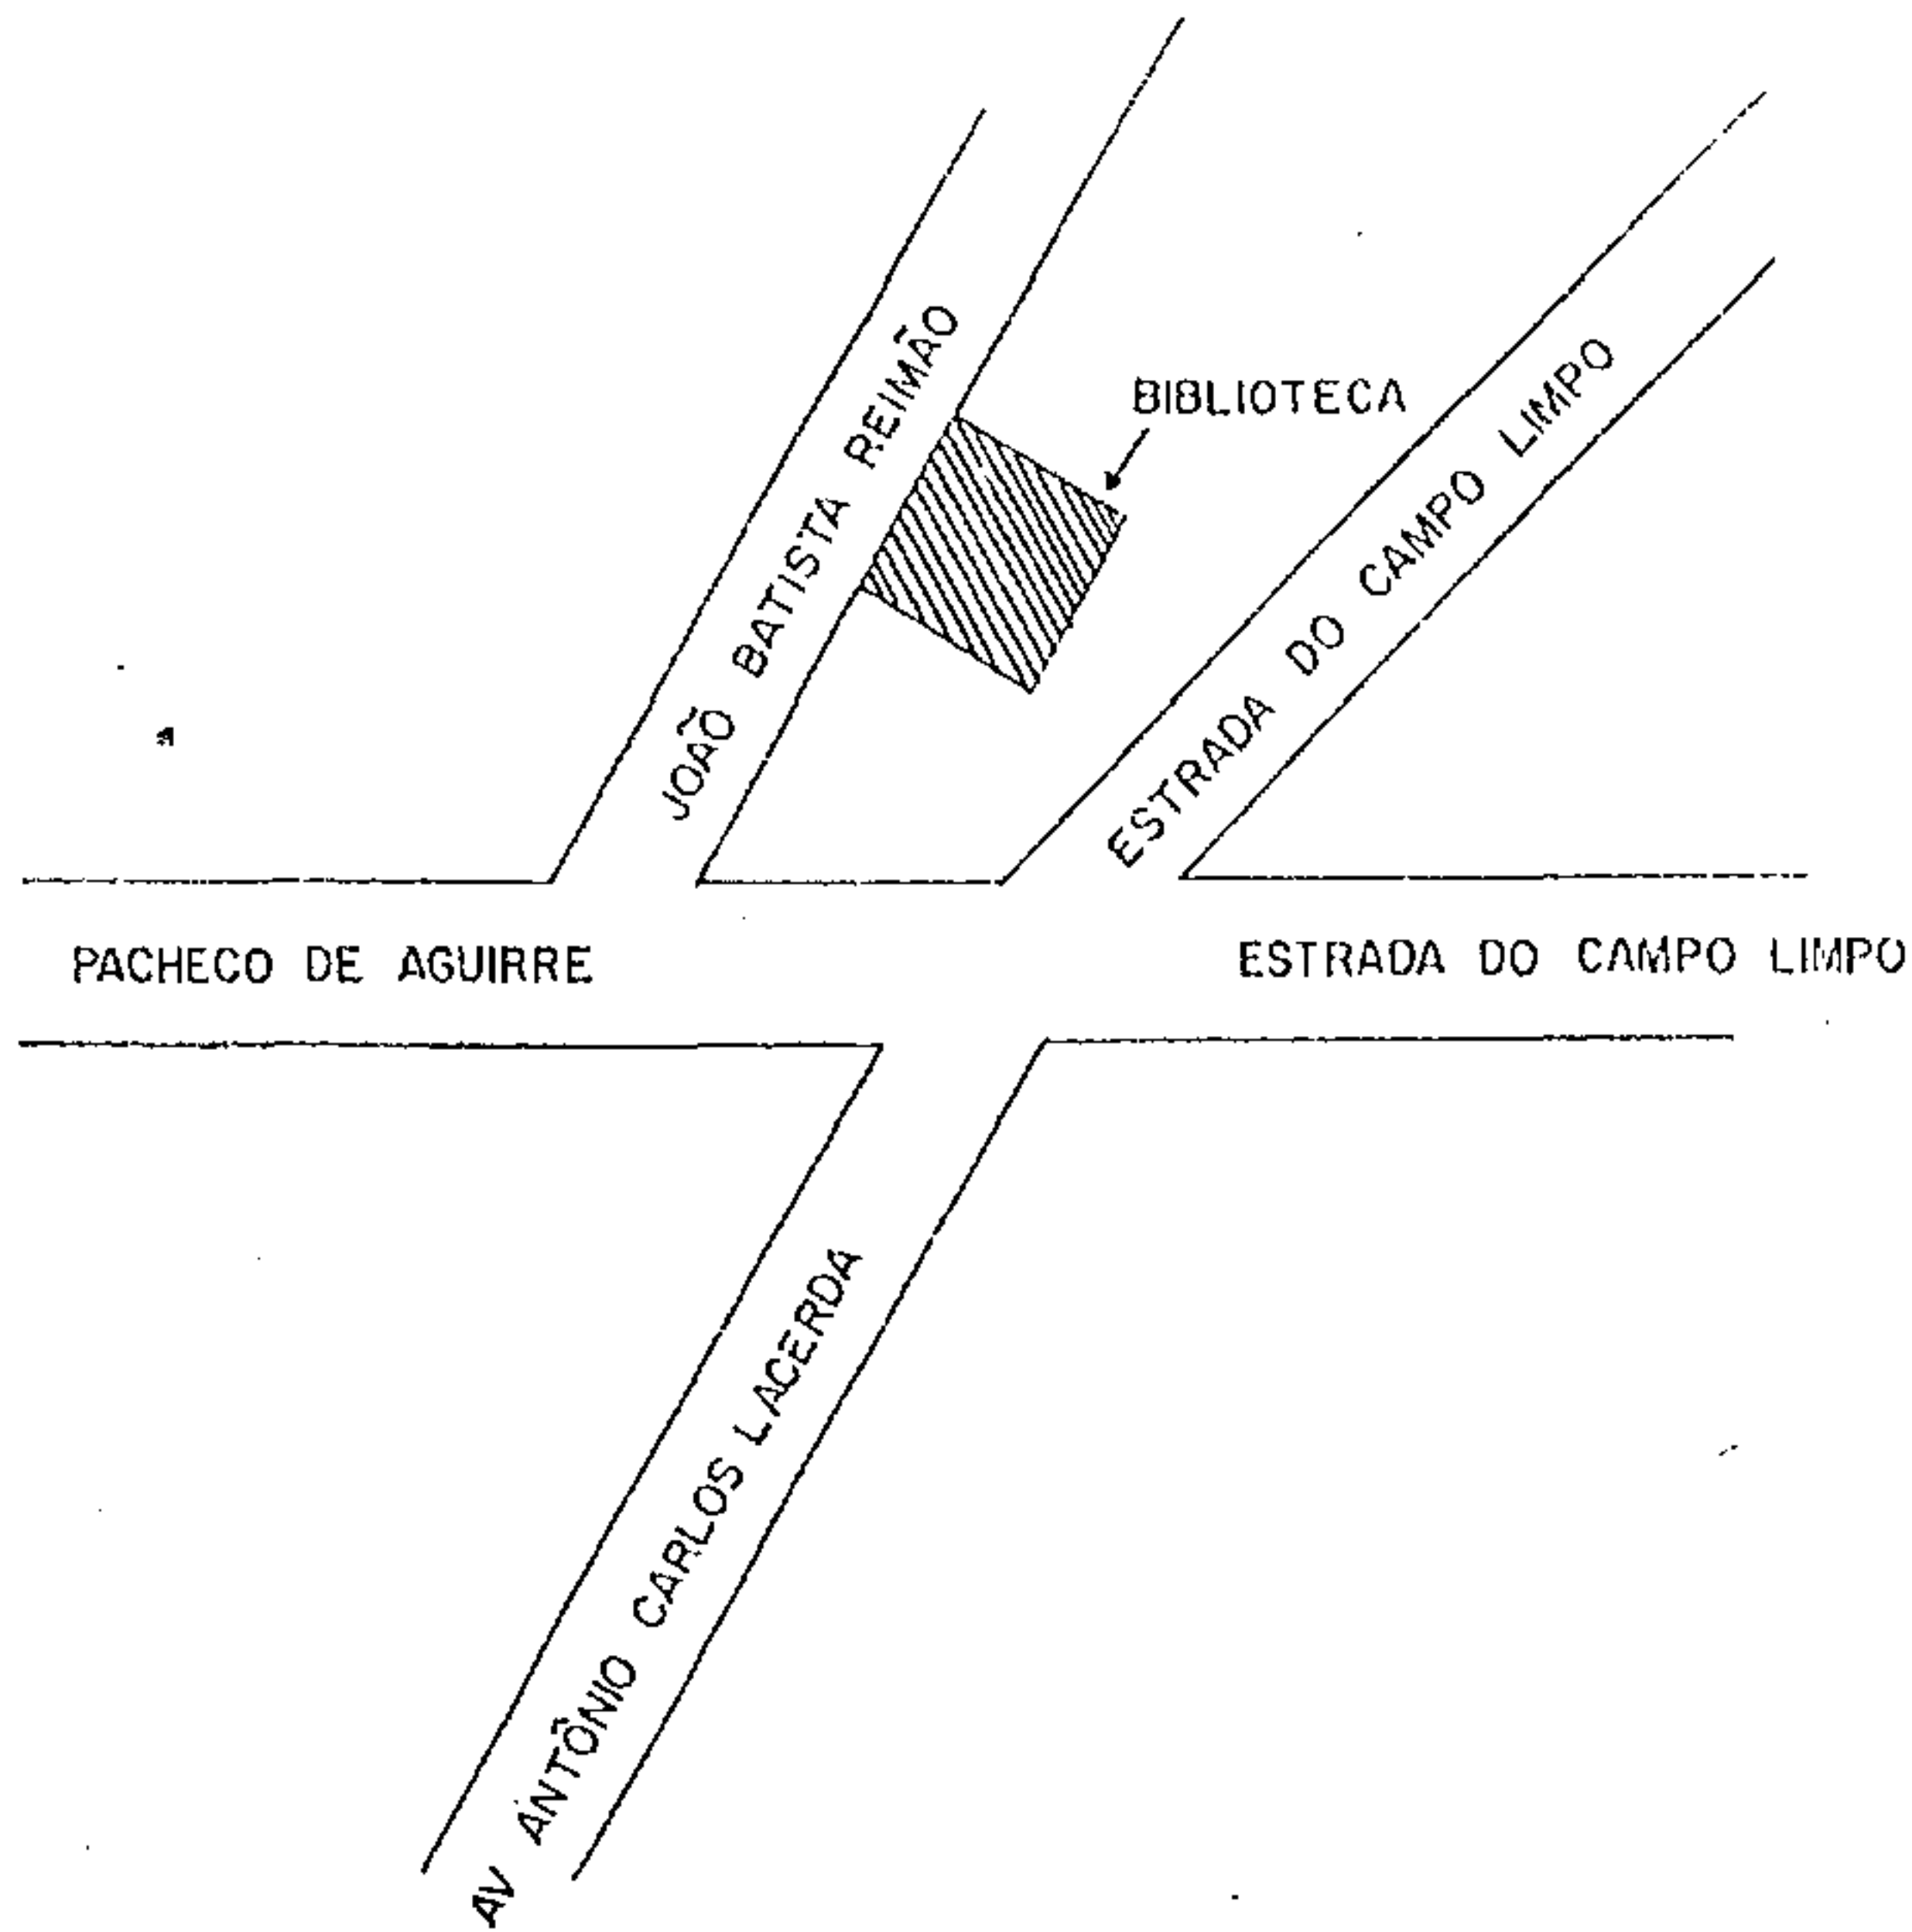 JOÃO BATISTA REIMÃO
BIBLIOTECA
ESTRADA DO CAMPO LIMPO
PACHECO DE AGUIRRE
ESTRADA DO CAMPO LIMPO
AV ANTÔNIO CARLOS LACERDA